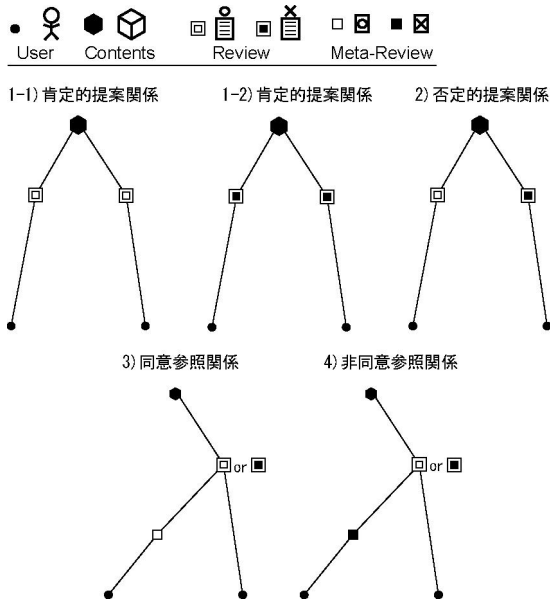 User Contents Review Meta-Review
1-1) 肯定的提案関係 1-2) 肯定的提案関係 2) 否定的提案関係
3) 同意参照関係 4) 非同意参照関係
or or